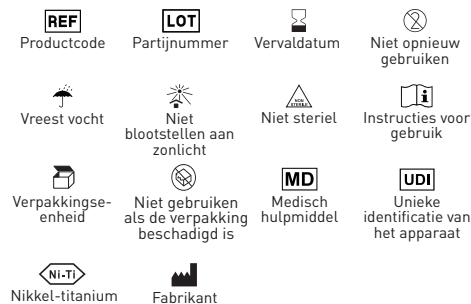 REF
LOT
Productcode
Partijnummer
Vervaldatum
Niet opnieuw
gebruiken
2
NON
STERILE
Vreest vocht
Niet
blootstellen aan
zonlicht
Niet steriel
Instructies voor
gebruik
i
MD
UDI
Verpakkingse-
enheid
Niet gebruiken
als de verpakking
beschadigd is
Medisch
hulpmiddel
Unieke
identificatie van
het apparaat
Ni-Ti
Nikkel-titanium
Fabrikant